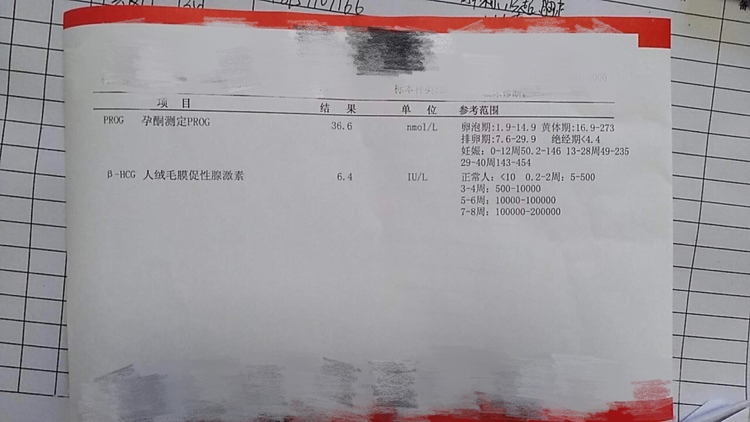 项 目 结 果 单 位 参考范围
PROG 孕酮测定PROG 36.6 nmol/L 卵泡期:1.9-14.9 黄体期:16.9-273
排卵期:7.6-29.9 绝经期<4.4
妊娠: 0-12周50.2-146 13-28周49-235
29-40周143-454
β-HCG 人绒毛膜促性腺激素 6.4 IU/L 正常人: <10 0.2-2周: 5-500
3-4周: 500-10000
5-6周: 10000-100000
7-8周: 100000-200000